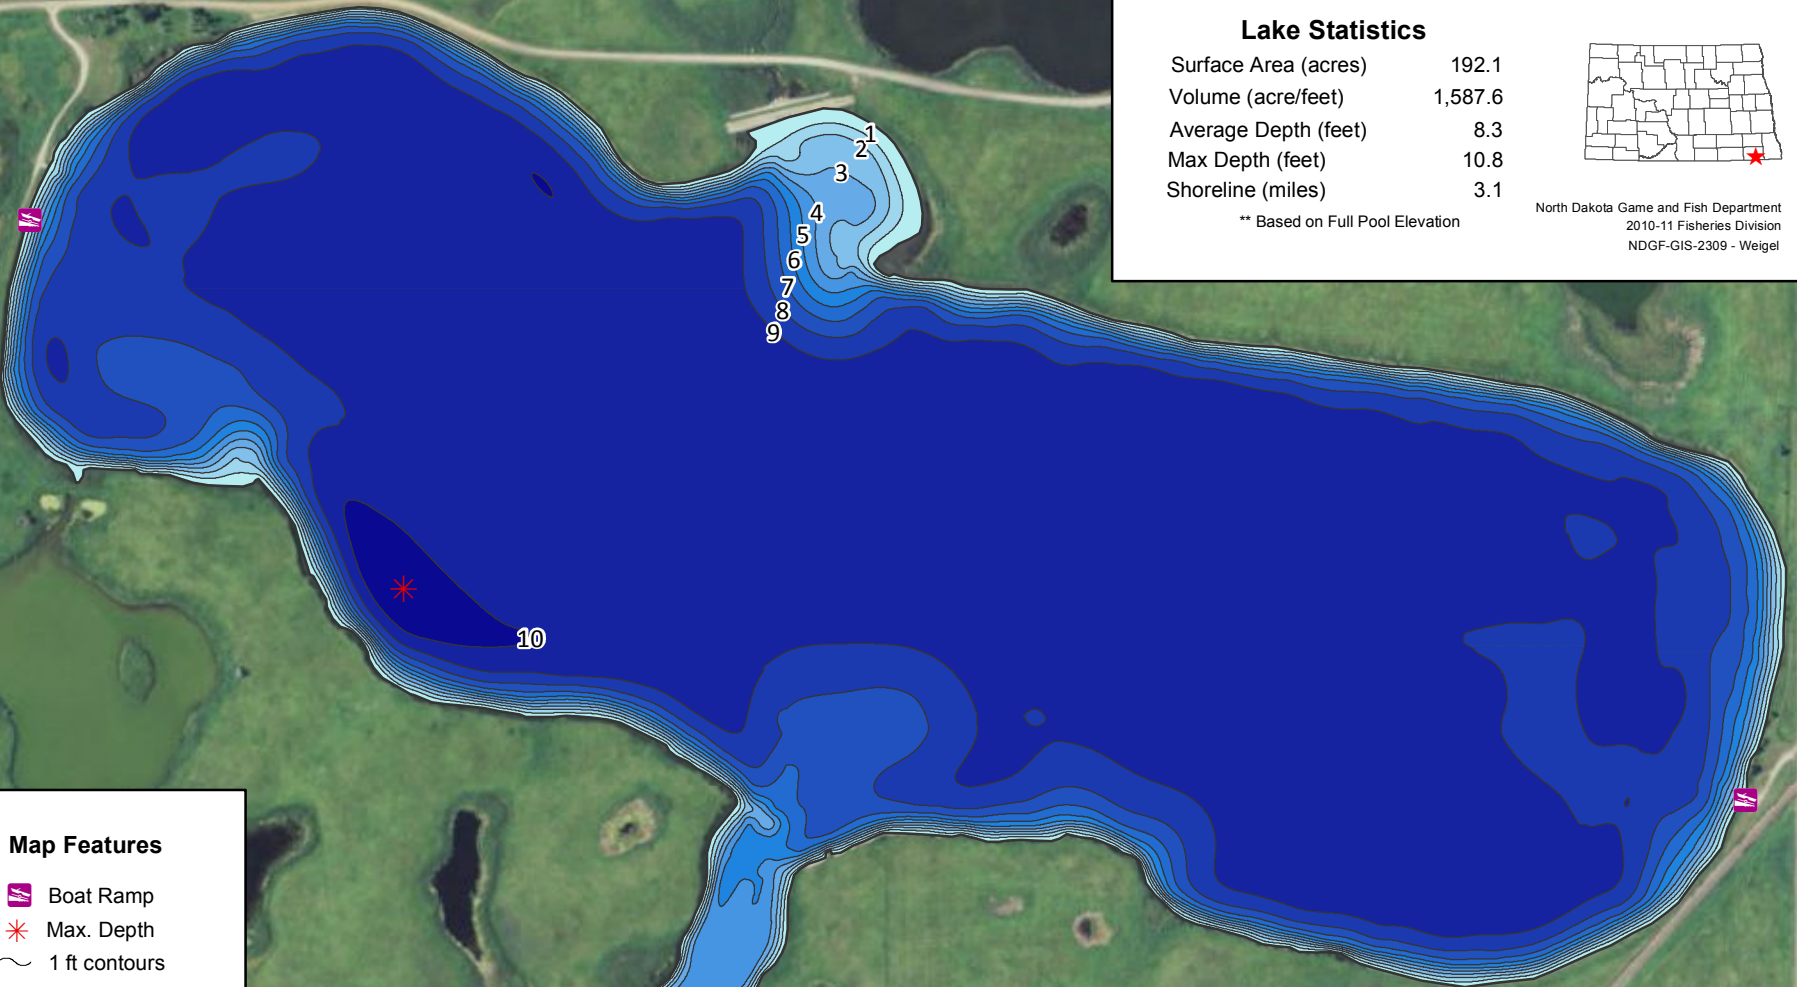 Lake Statistics
Surface Area (acres) 192.1
Volume (acre/feet) 1,587.6
Average Depth (feet) 8.3
Max Depth (feet) 10.8
Shoreline (miles) 3.1
** Based on Full Pool Elevation
North Dakota Game and Fish Department
2010-11 Fisheries Division
NDGF-GIS-2309 - Weigel
1
2
3
4
5
6
7
8
9
10
Map Features
Boat Ramp
Max. Depth
1 ft contours